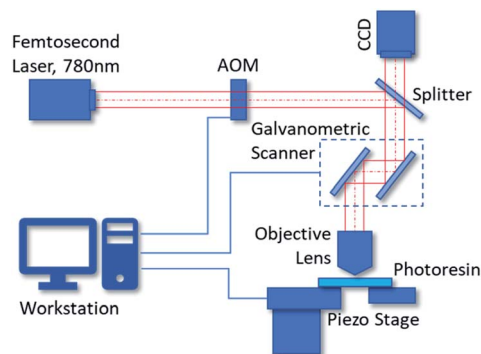 CCD
Femtosecond
Laser, 780nm
AOM
Splitter
Galvanometric
Scanner
Objective
Lens
Photoresin
Workstation
Piezo Stage